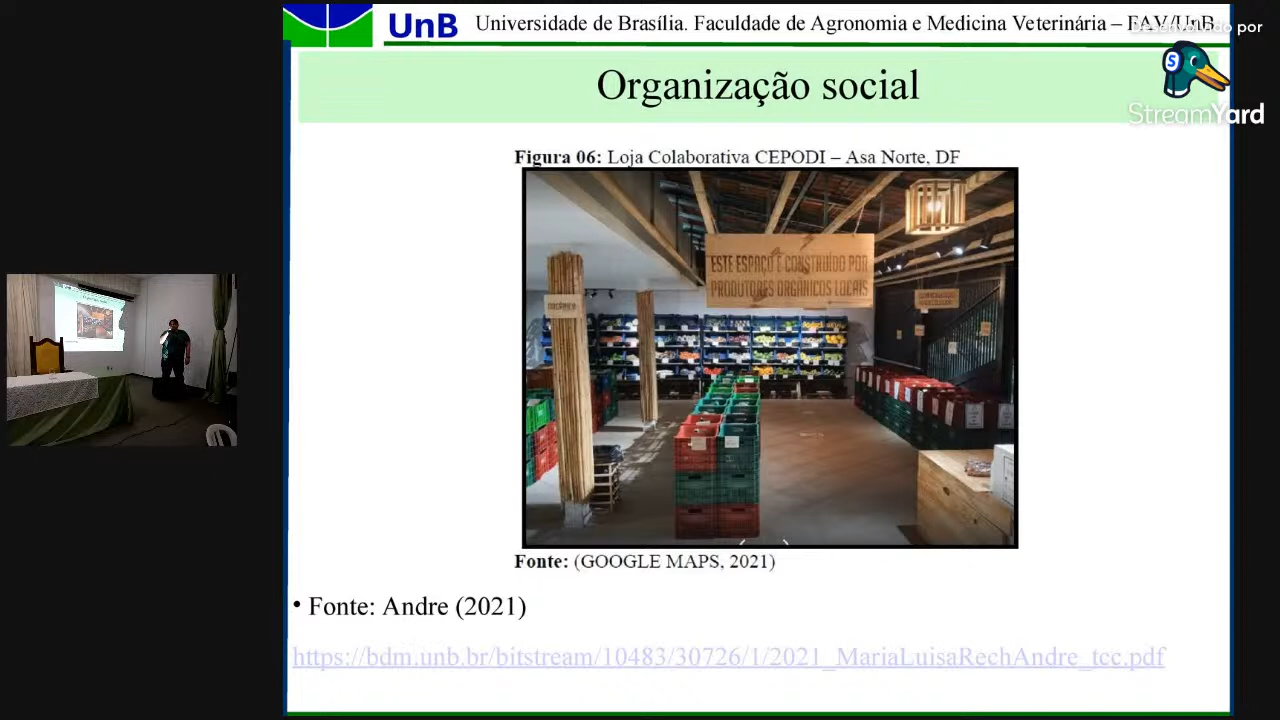 UnB
Universidade de Brasília. Faculdade de Agronomia e Medicina Veterinária – FAV/UnB
Desenvolvido por
StreamYard
Organização social
Figura 06: Loja Colaborativa CEPODI – Asa Norte, DF
ESTE ESPAÇO É CONSTRUÍDO POR
PRODUTORES ORGÂNICOS LOCAIS
Fonte: (GOOGLE MAPS, 2021)
• Fonte: Andre (2021)
https://bdm.unb.br/bitstream/10483/30726/1/2021_MariaLuisaRechAndre_tcc.pdf